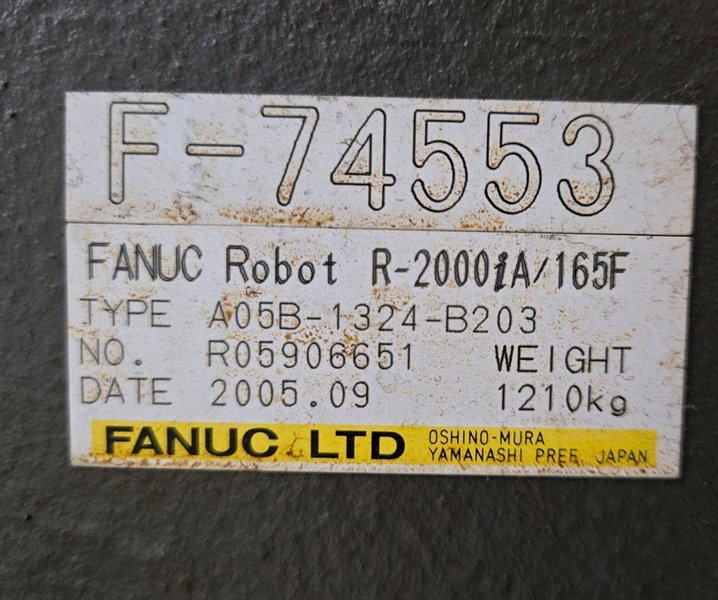 F-74553
FANUC Robot R-2000iA/165F
TYPE A05B-1324-B203
NO. R05906651 WEIGHT
DATE 2005.09 1210kg
FANUC LTD OSHINO-MURA
YAMANASHI PREF. JAPAN